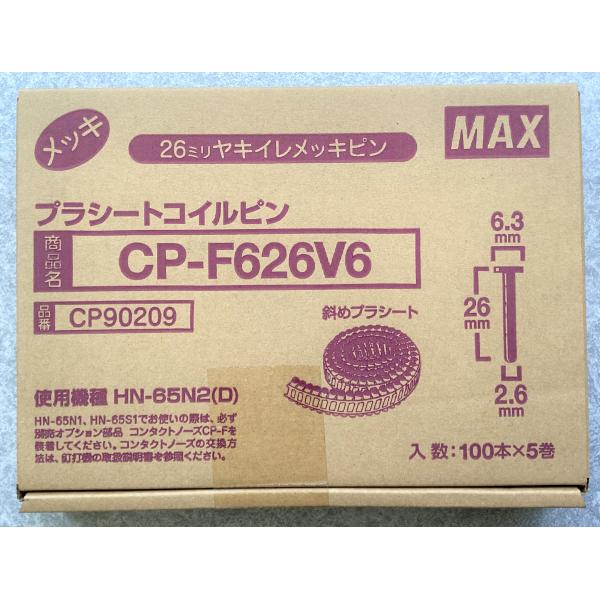 メッキ
26ミリヤキイレメッキピン
MAX
プラシートコイルピン
商品名
CP-F626V6
品番
CP90209
斜めプラシート
6.3
mm
26
mm
2.6
mm
使用機種 HN-65N2(D)
HN-65N1、HN-65S1でお使いの際は、必ず
別売オプション部品 コンタクトノーズCP-Fを
装着してください。コンタクトノーズの交換方
法は、釘打機の取扱説明書を参照ください。
入数:100本×5巻